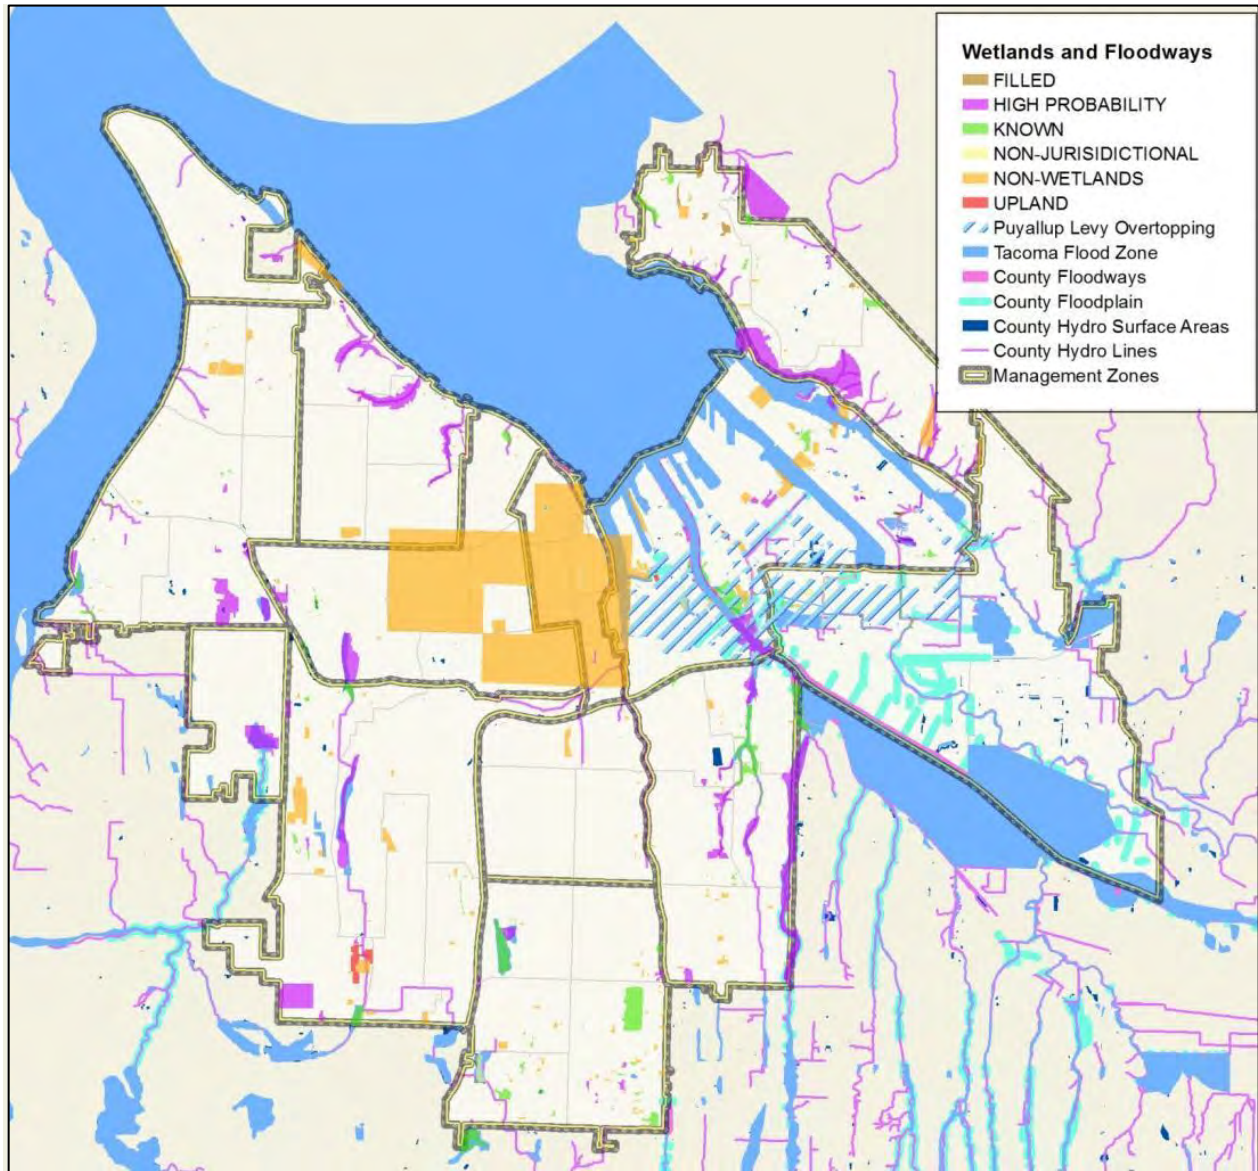 Wetlands and Floodways
FILLED
HIGH PROBABILITY
KNOWN
NON-JURISIDICTIONAL
NON-WETLANDS
UPLAND
Puyallup Levy Overtopping
Tacoma Flood Zone
County Floodways
County Floodplain
County Hydro Surface Areas
County Hydro Lines
Management Zones